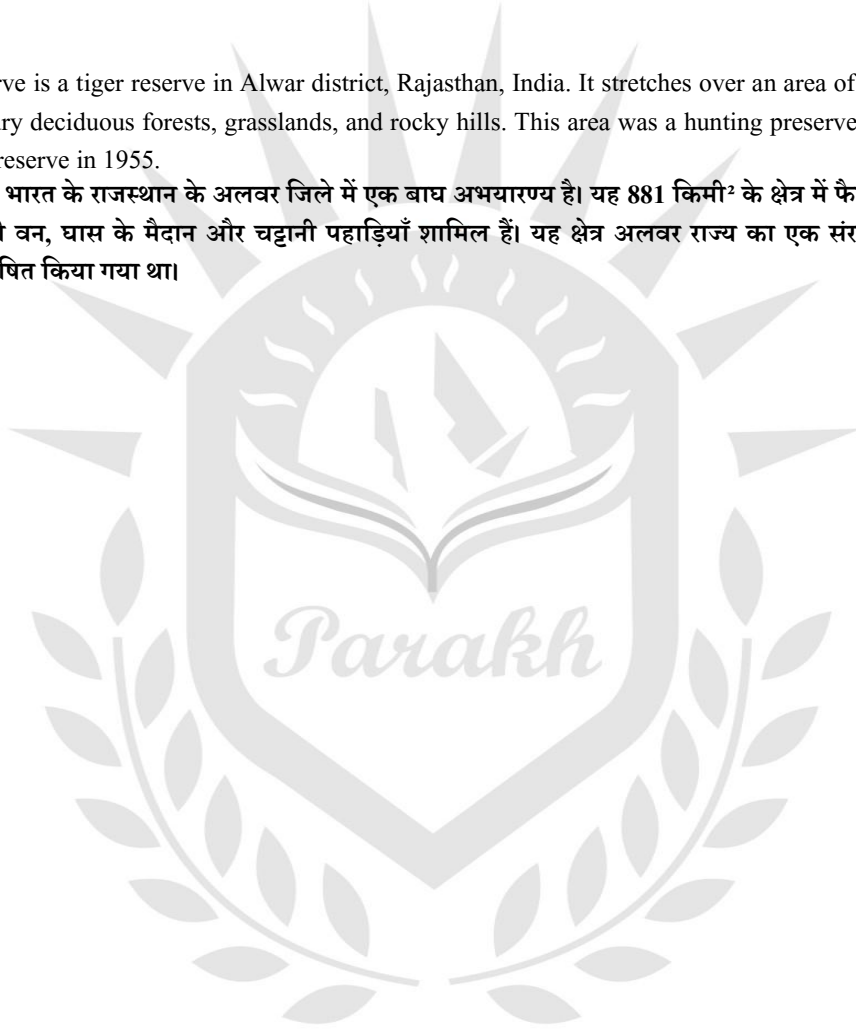 rve is a tiger reserve in Alwar district, Rajasthan, India. It stretches over an area of
ry deciduous forests, grasslands, and rocky hills. This area was a hunting preserve
reserve in 1955.
भारत के राजस्थान के अलवर जिले में एक बाघ अभयारण्य है। यह 881 किमी² के क्षेत्र में फै
वन, घास के मैदान और चट्टानी पहाड़ियाँ शामिल हैं। यह क्षेत्र अलवर राज्य का एक संर
षित किया गया था।
Parakh